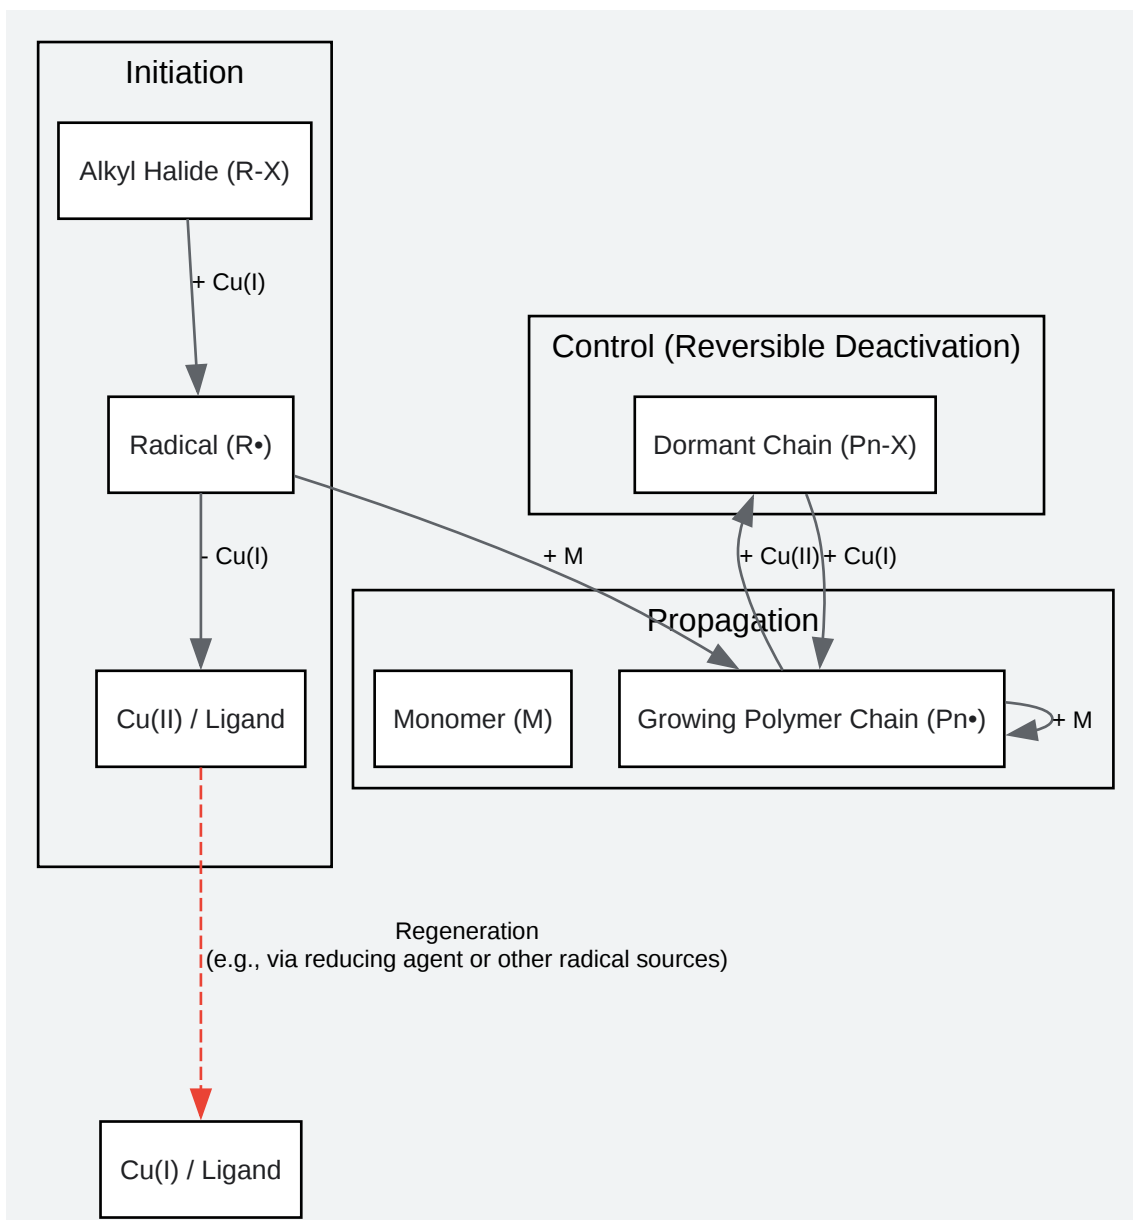 Initiation
Alkyl Halide (R-X)
+ Cu(I)
Control (Reversible Deactivation)
Radical (R•)
Dormant Chain (Pn-X)
- Cu(I)
+ M
+ Cu(II)
+ Cu(I)
Propagation
Cu(II) / Ligand
Monomer (M)
Growing Polymer Chain (Pn•)
+ M
Regeneration
(e.g., via reducing agent or other radical sources)
Cu(I) / Ligand